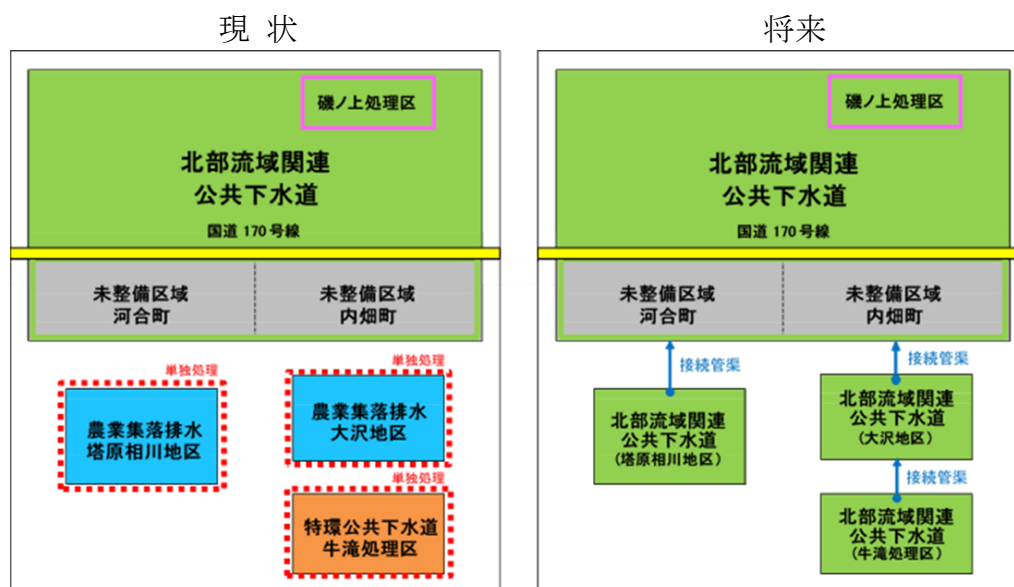 現 状
磯ノ上処理区
北部流域関連
公共下水道
国道 170 号線
未整備区域
河合町
未整備区域
内畑町
単独処理
農業集落排水
塔原相川地区
単独処理
農業集落排水
大沢地区
単独処理
特環公共下水道
牛滝処理区
将来
磯ノ上処理区
北部流域関連
公共下水道
国道 170 号線
未整備区域
河合町
未整備区域
内畑町
接続管渠
北部流域関連
公共下水道
(塔原相川地区)
接続管渠
北部流域関連
公共下水道
(大沢地区)
接続管渠
北部流域関連
公共下水道
(牛滝処理区)